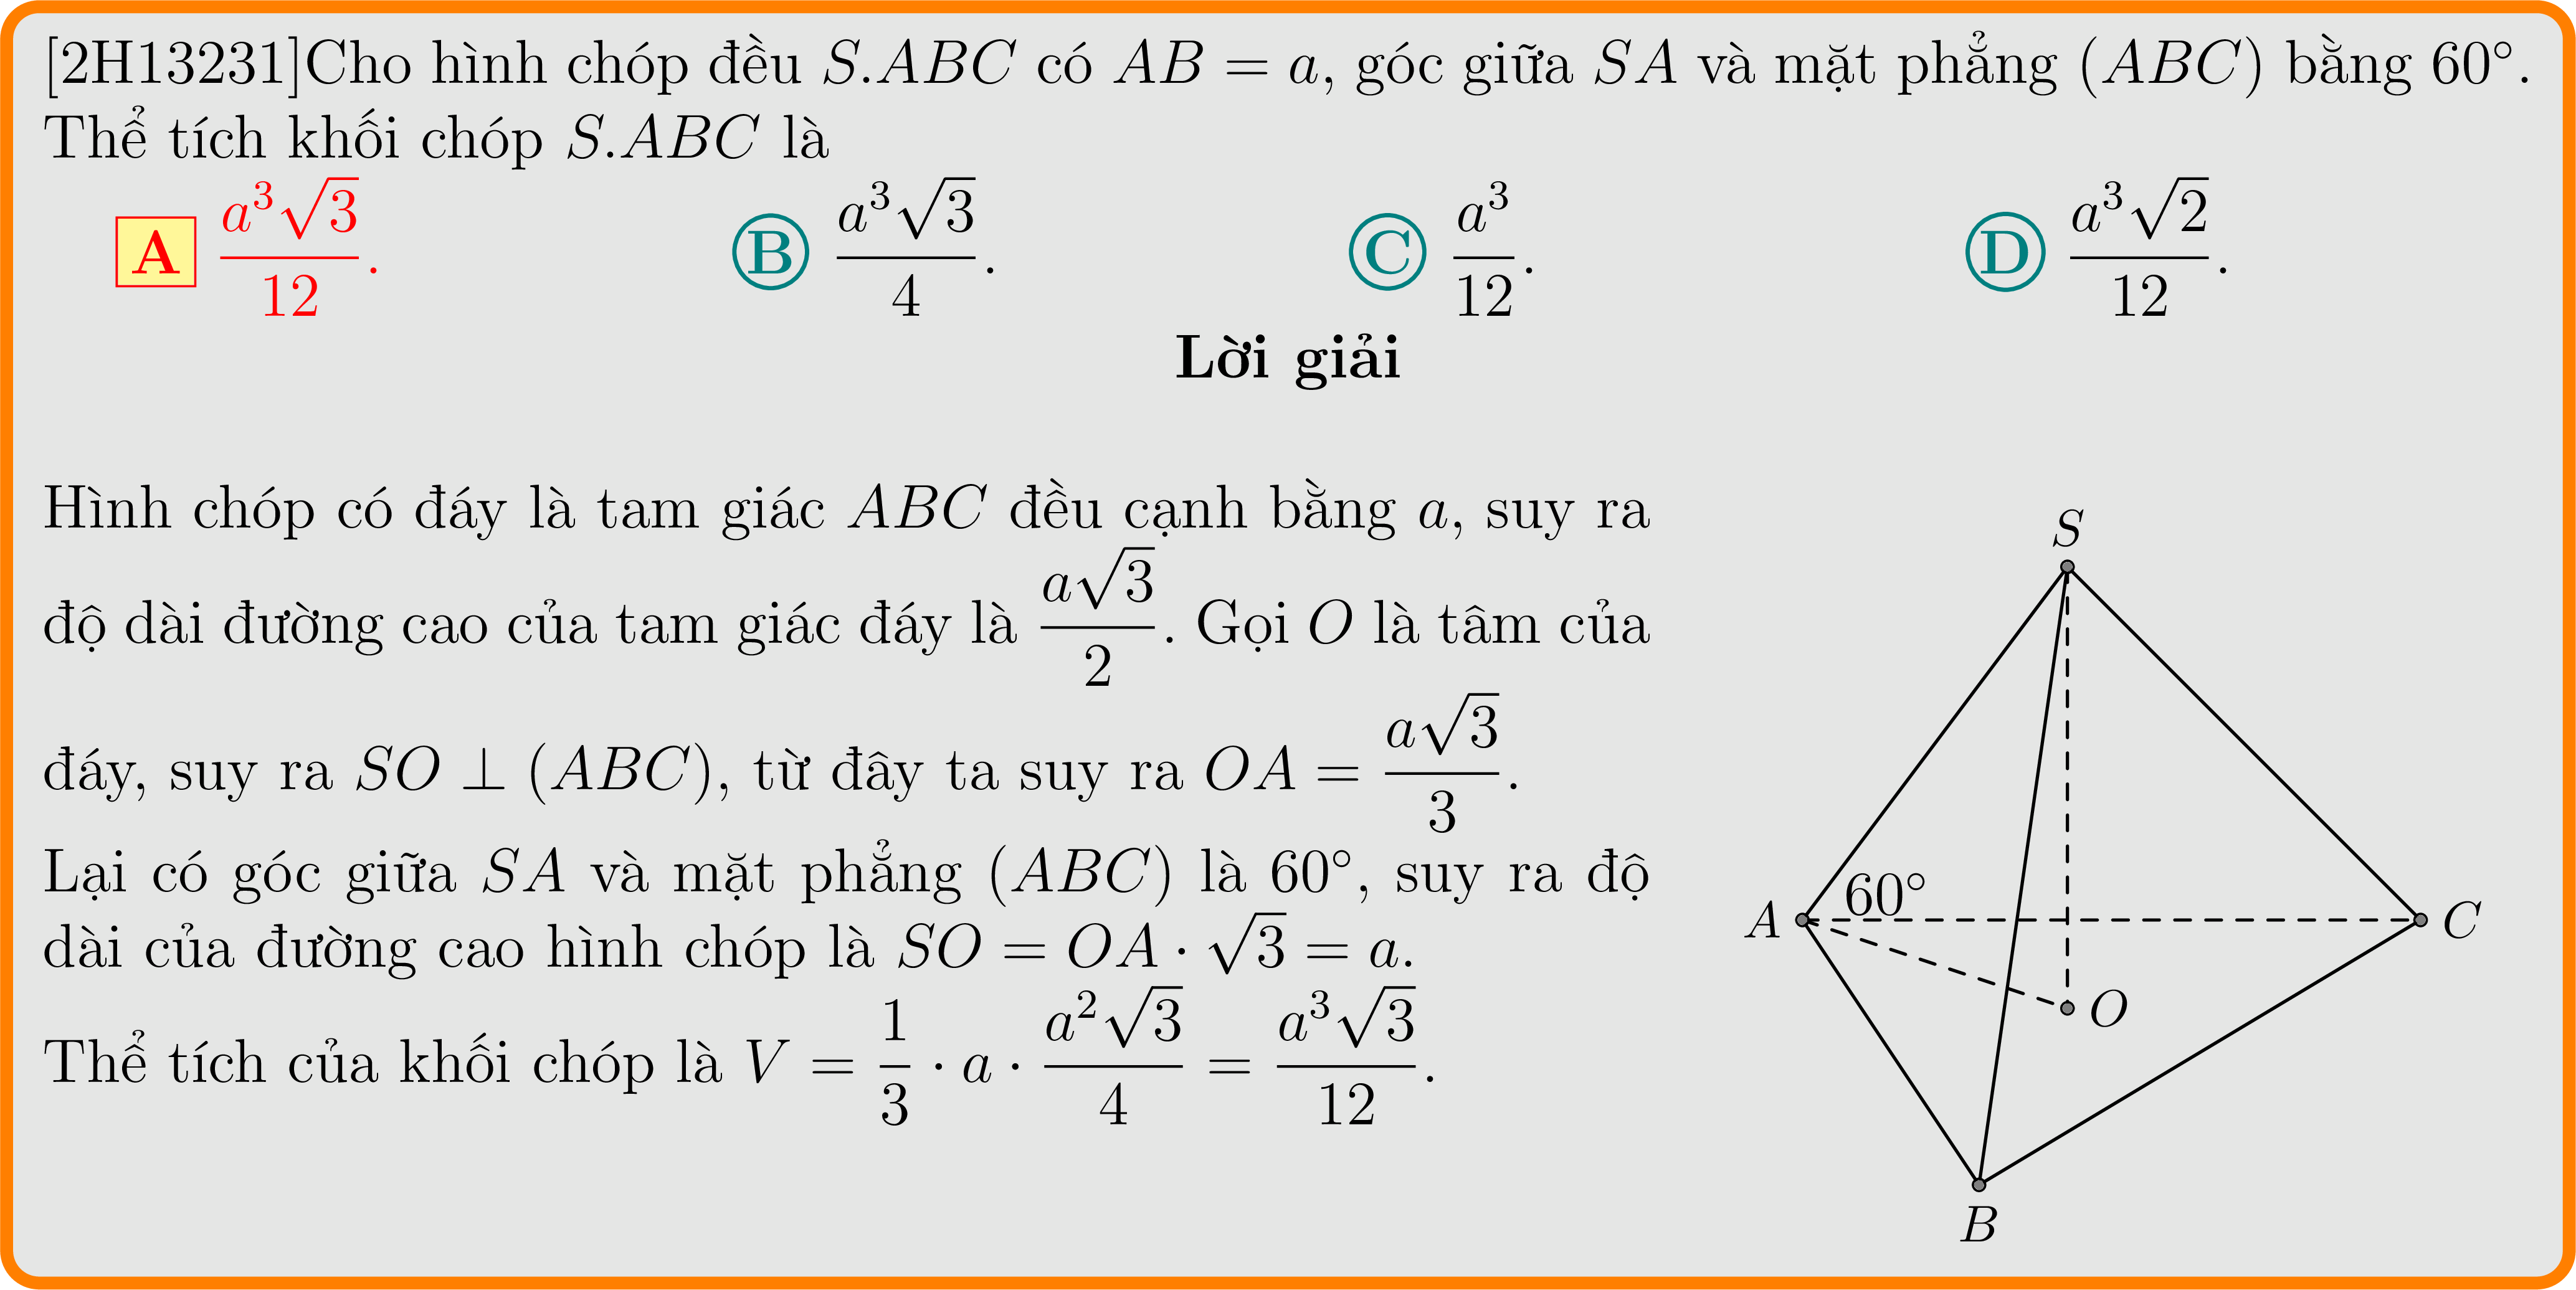 [2H13231]Cho hình chóp đều S.ABC có AB = a, góc giữa SA và mặt phẳng (ABC) bằng 60°.
Thể tích khối chóp S.ABC là
A \frac{a^3\sqrt{3}}{12}. B \frac{a^3\sqrt{3}}{4}. C \frac{a^3}{12}. D \frac{a^3\sqrt{2}}{12}.
Lời giải
Hình chóp có đáy là tam giác ABC đều cạnh bằng a, suy ra
độ dài đường cao của tam giác đáy là \frac{a\sqrt{3}}{2}. Gọi O là tâm của
đáy, suy ra SO ⊥ (ABC), từ đây ta suy ra OA = \frac{a\sqrt{3}}{3}.
Lại có góc giữa SA và mặt phẳng (ABC) là 60°, suy ra độ
dài của đường cao hình chóp là SO = OA · \sqrt{3} = a.
Thể tích của khối chóp là V = \frac{1}{3} · a · \frac{a^2\sqrt{3}}{4} = \frac{a^3\sqrt{3}}{12}.
S
60°
A
C
O
B